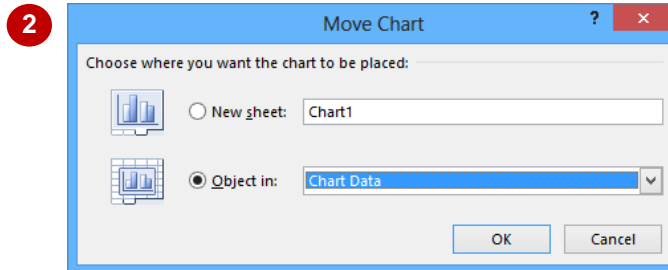 2
Move Chart
? ×
Choose where you want the chart to be placed:
New sheet: Chart1
Object in: Chart Data
OK Cancel